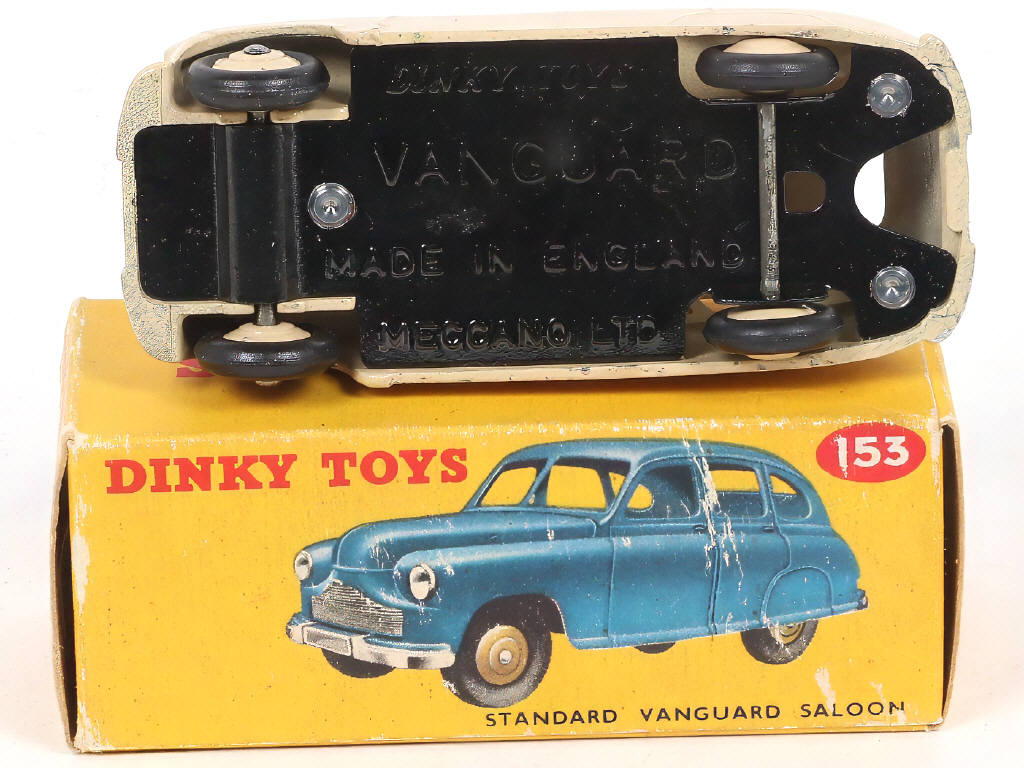 DINKY TOYS
VANGUARD
MADE IN ENGLAND
MECCANO LTD
DINKY TOYS
153
STANDARD VANGUARD SALOON